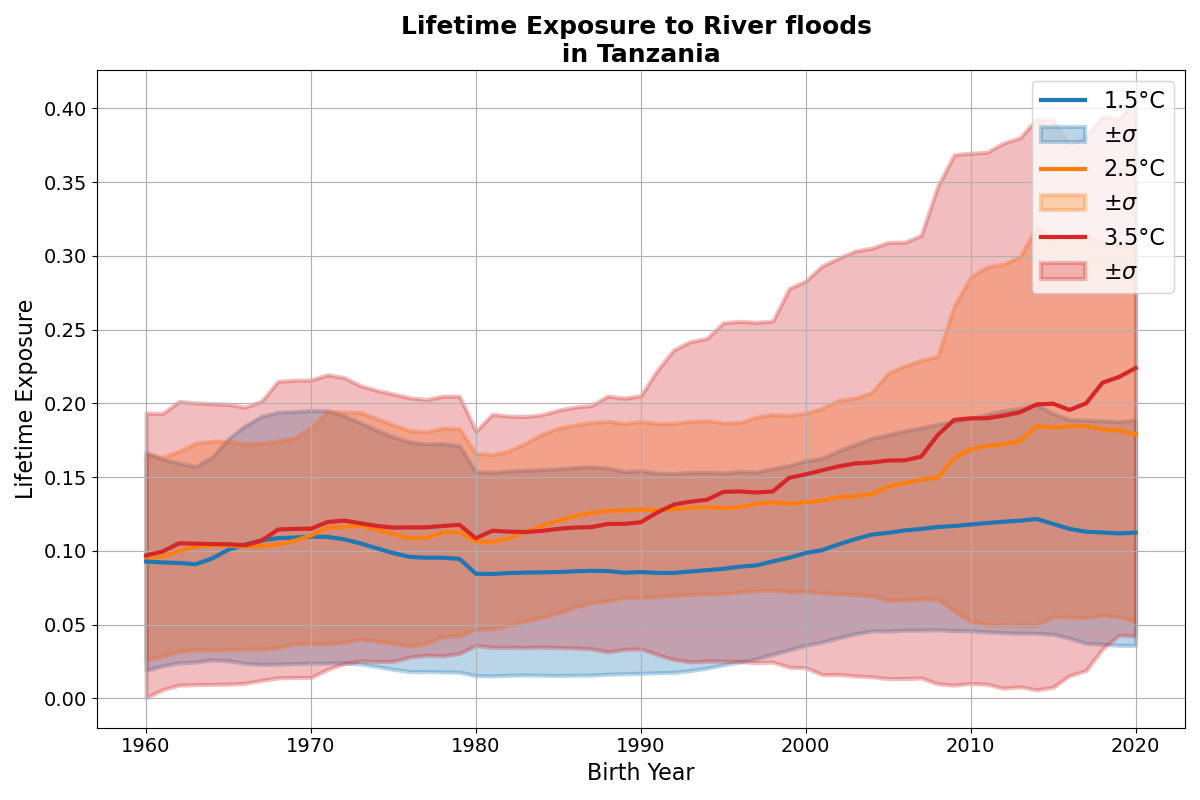 Lifetime Exposure to River floods
in Tanzania
Lifetime Exposure
0.40
0.35
0.30
0.25
0.20
0.15
0.10
0.05
0.00
1.5°C
±σ
2.5°C
±σ
3.5°C
±σ
1960 1970 1980 1990 2000 2010 2020
Birth Year